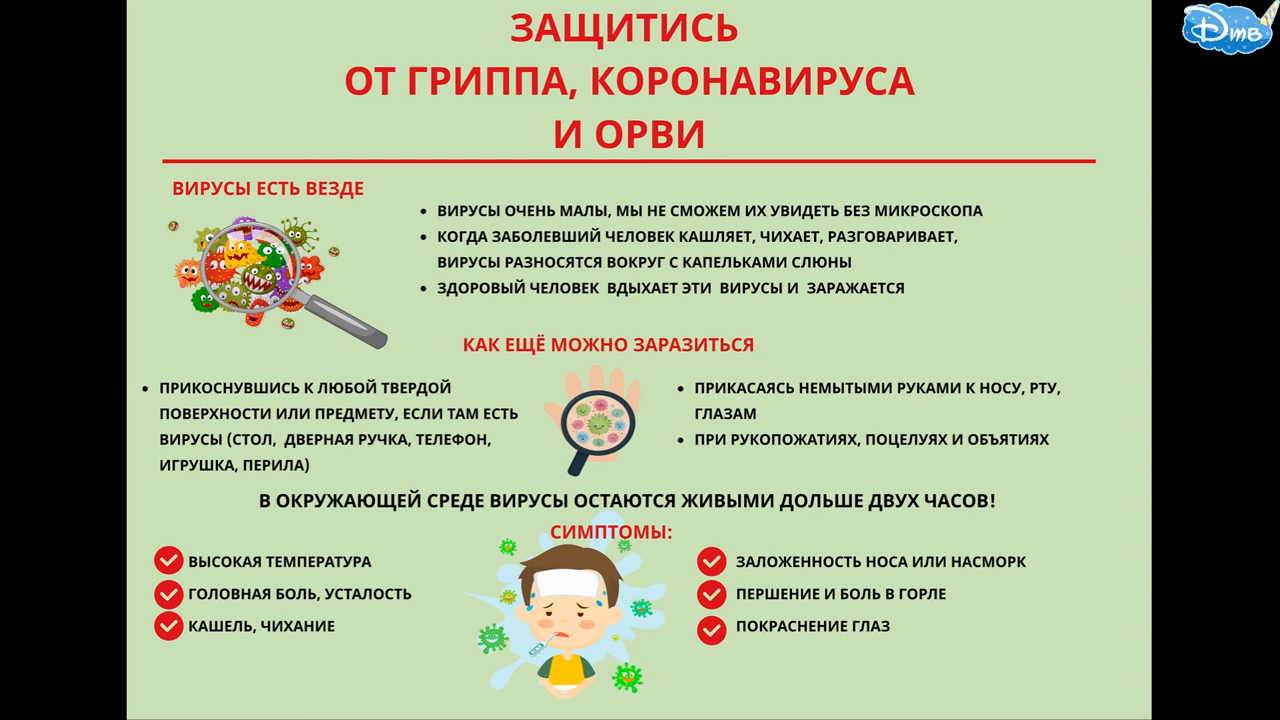 ЗАЩИТИСЬ
ОТ ГРИППА, КОРОНАВИРУСА
И ОРВИ
ВИРУСЫ ЕСТЬ ВЕЗДЕ
• ВИРУСЫ ОЧЕНЬ МАЛЫ, МЫ НЕ СМОЖЕМ ИХ УВИДЕТЬ БЕЗ МИКРОСКОПА
• КОГДА ЗАБОЛЕВШИЙ ЧЕЛОВЕК КАШЛЯЕТ, ЧИХАЕТ, РАЗГОВАРИВАЕТ,
ВИРУСЫ РАЗНОСЯТСЯ ВОКРУГ С КАПЕЛЬКАМИ СЛЮНЫ
• ЗДОРОВЫЙ ЧЕЛОВЕК ВДЫХАЕТ ЭТИ ВИРУСЫ И ЗАРАЖАЕТСЯ
КАК ЕЩЁ МОЖНО ЗАРАЗИТЬСЯ
• ПРИКОСНУВШИСЬ К ЛЮБОЙ ТВЕРДОЙ
ПОВЕРХНОСТИ ИЛИ ПРЕДМЕТУ, ЕСЛИ ТАМ ЕСТЬ
ВИРУСЫ (СТОЛ, ДВЕРНАЯ РУЧКА, ТЕЛЕФОН,
ИГРУШКА, ПЕРИЛА)
• ПРИКАСАЯСЬ НЕМЫТЫМИ РУКАМИ К НОСУ, РТУ,
ГЛАЗАМ
• ПРИ РУКОПОЖАТИЯХ, ПОЦЕЛУЯХ И ОБЪЯТИЯХ
В ОКРУЖАЮЩЕЙ СРЕДЕ ВИРУСЫ ОСТАЮТСЯ ЖИВЫМИ ДОЛЬШЕ ДВУХ ЧАСОВ!
СИМПТОМЫ:
ВЫСОКАЯ ТЕМПЕРАТУРА
ГОЛОВНАЯ БОЛЬ, УСТАЛОСТЬ
КАШЕЛЬ, ЧИХАНИЕ
ЗАЛОЖЕННОСТЬ НОСА ИЛИ НАСМОРК
ПЕРШЕНИЕ И БОЛЬ В ГОРЛЕ
ПОКРАСНЕНИЕ ГЛАЗ
Dmв